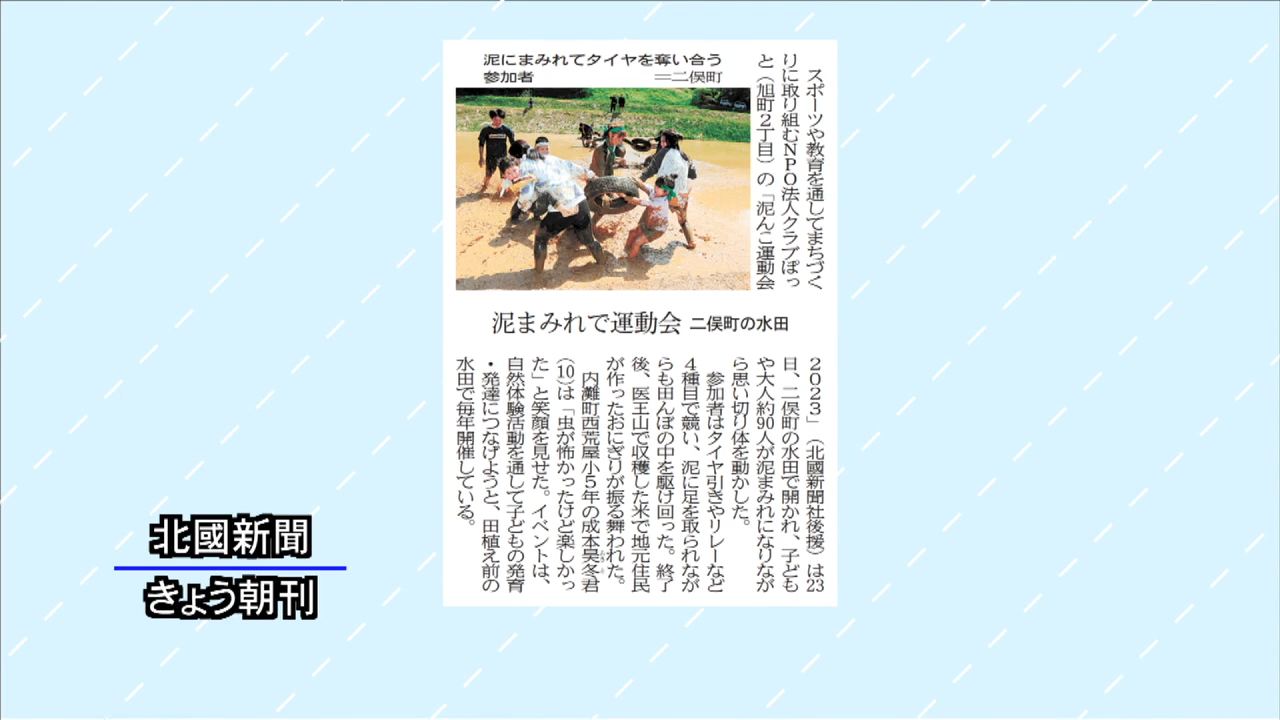 泥にまみれてタイヤを奪い合う
参加者　＝二俣町
　スポーツや教育を通してまちづく
りに取り組むＮＰＯ法人クラブぽっ
と（旭町２丁目）の「泥んこ運動会
泥まみれで運動会 二俣町の水田
２０２３」（北國新聞社後援）は23
日、二俣町の水田で開かれ、子ども
や大人約90人が泥まみれになりなが
ら思い切り体を動かした。
　参加者はタイヤ引きやリレーなど
４種目で競い、泥に足を取られなが
らも田んぼの中を駆け回った。終了
後、医王山で収穫した米で地元住民
が作ったおにぎりが振る舞われた。
　内灘町西荒屋小５年の成本昊冬君
（10）は「虫が怖かったけど楽しかっ
た」と笑顔を見せた。イベントは、
自然体験活動を通して子どもの発育
・発達につなげようと、田植え前の
水田で毎年開催している。
北國新聞
きょう朝刊